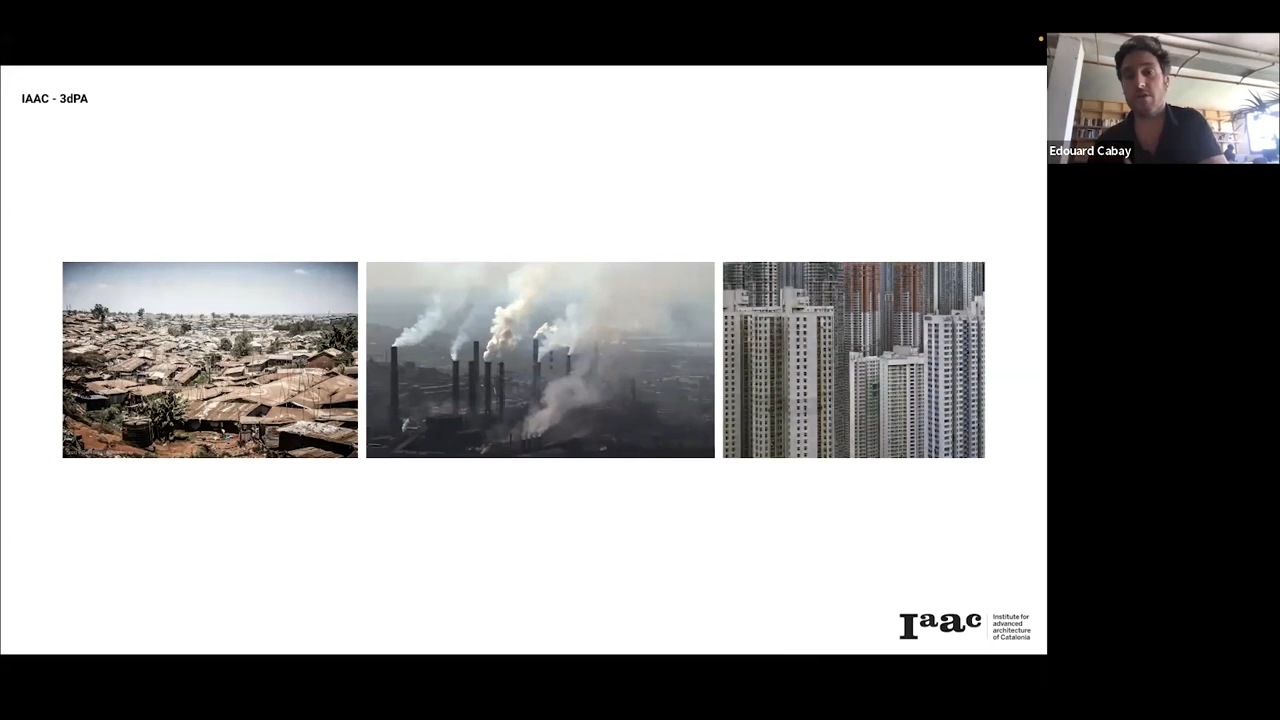 IAAC - 3dPA
Edouard Cabay
Iaac
Institute for
advanced
architecture
of Catalonia